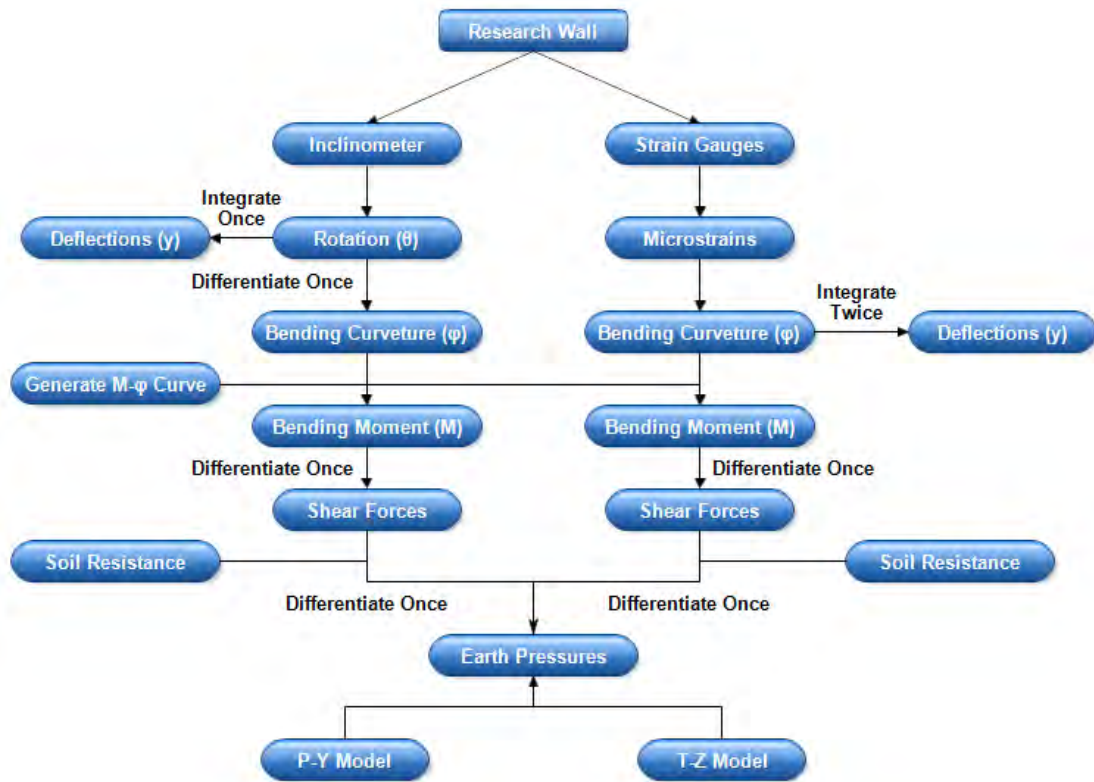 Research Wall
Inclinometer
Strain Gauges
Integrate
Once
Deflections (y)
Rotation (θ)
Microstrains
Differentiate Once
Integrate
Twice
Bending Curveture (φ)
Bending Curveture (φ)
Deflections (y)
Generate M-φ Curve
Bending Moment (M)
Bending Moment (M)
Differentiate Once
Differentiate Once
Shear Forces
Shear Forces
Soil Resistance
Soil Resistance
Differentiate Once
Differentiate Once
Earth Pressures
P-Y Model
T-Z Model